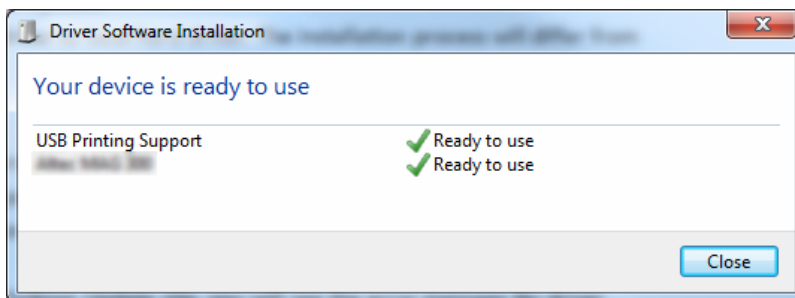 Driver Software Installation
Your device is ready to use
USB Printing Support Ready to use
Ready to use
Close